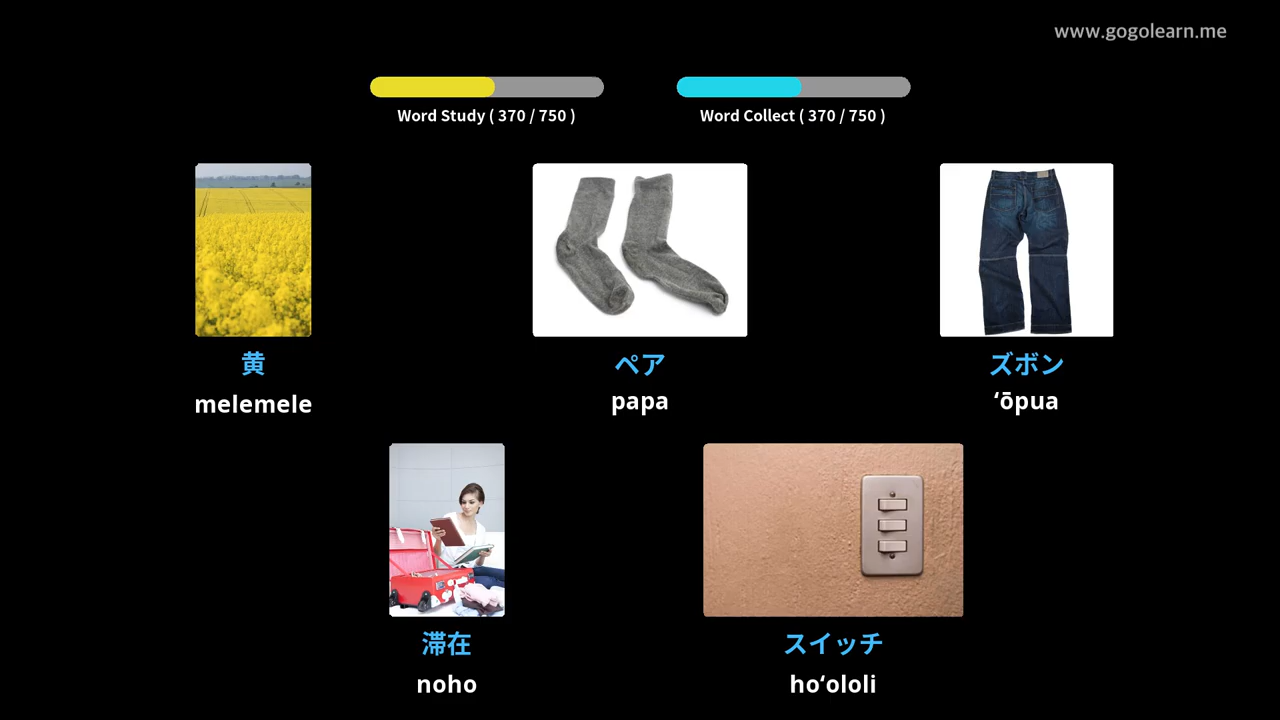 www.gogolearn.me
Word Study ( 370 / 750 )
Word Collect ( 370 / 750 )
黄
melemele
ペア
papa
ズボン
ʻōpua
滞在
noho
スイッチ
hoʻololi